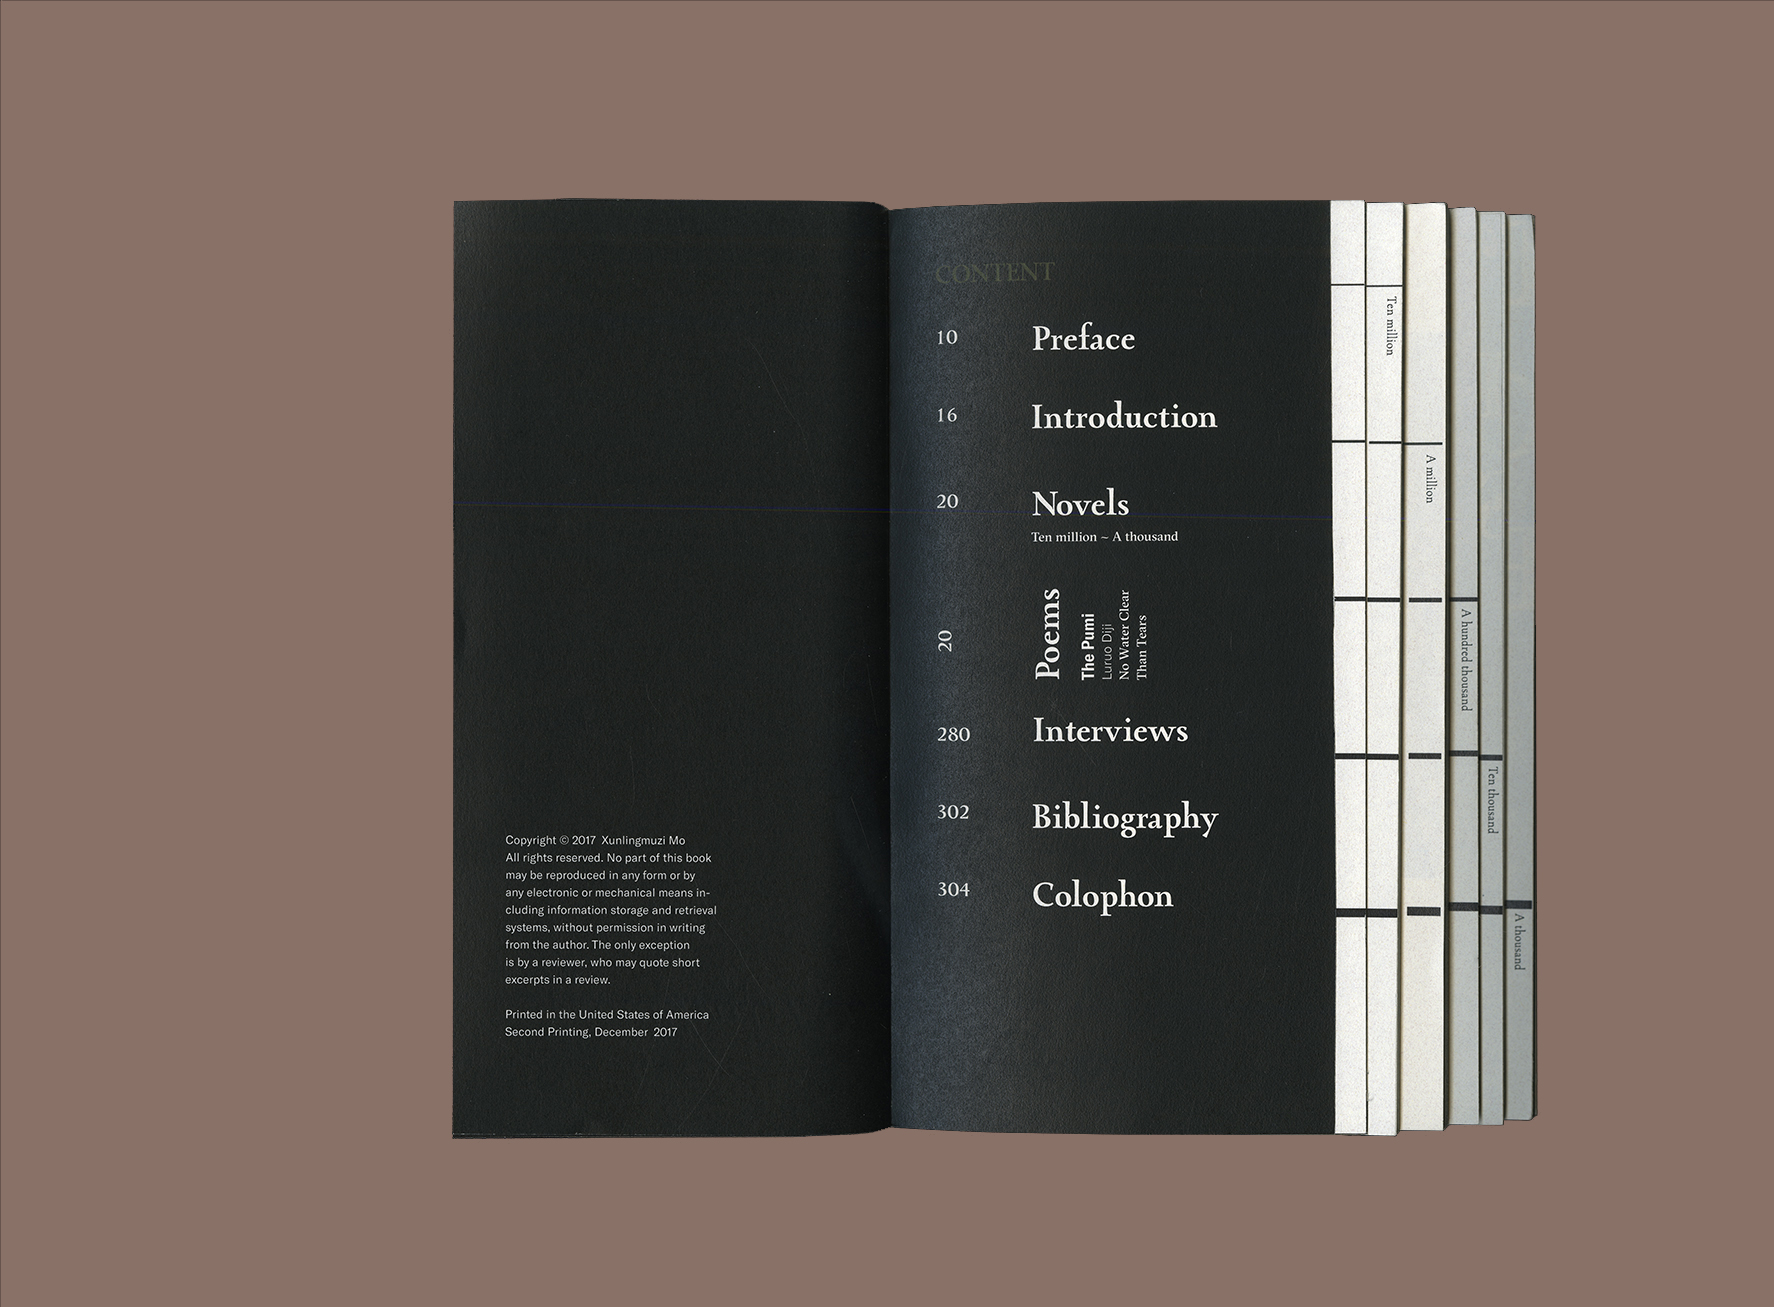 Copyright © 2017 Xunlingmuzi Mo
All rights reserved. No part of this book
may be reproduced in any form or by
any electronic or mechanical means in-
cluding information storage and retrieval
systems, without permission in writing
from the author. The only exception
is by a reviewer, who may quote short
excerpts in a review.
Printed in the United States of America
Second Printing, December 2017
CONTENT
10 Preface
16 Introduction
20 Novels
Ten million ~ A thousand
20 Poems
The Pumi
Luruo Diji
No Water Clear
Than Tears
280 Interviews
302 Bibliography
304 Colophon
Ten million
A million
A hundred thousand
Ten thousand
A thousand